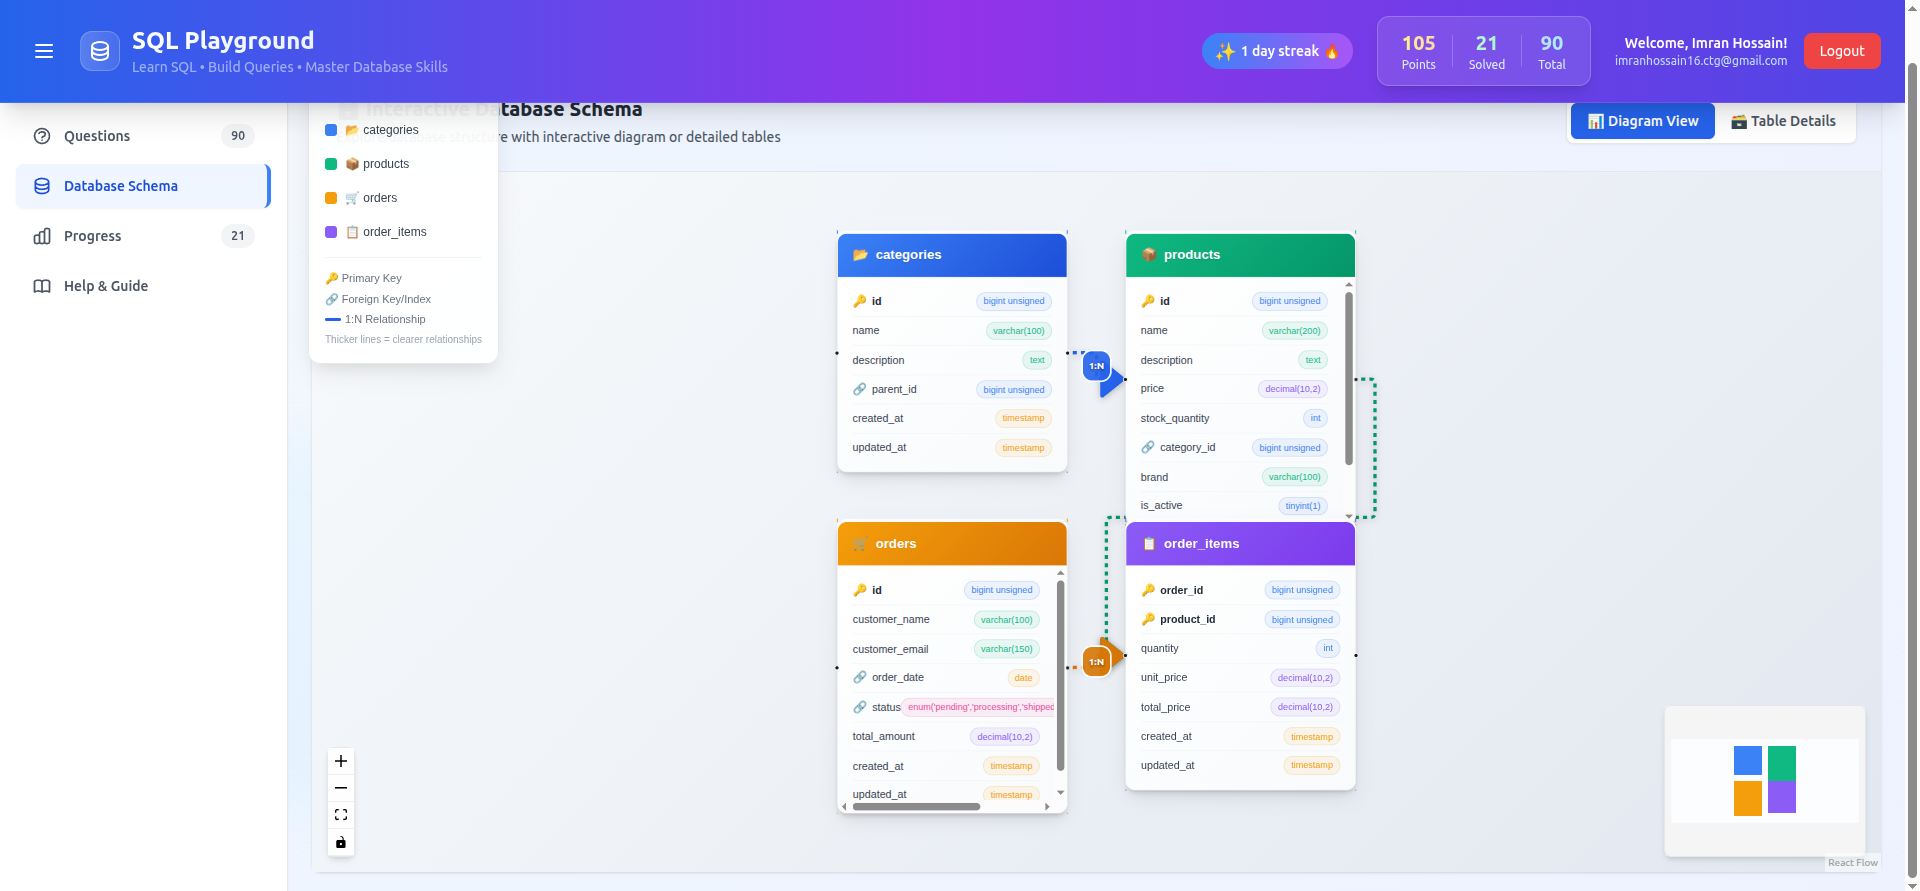 SQL Playground
Learn SQL • Build Queries • Master Database Skills
✨ 1 day streak 🔥
105
Points
21
Solved
90
Total
Welcome, Imran Hossain!
imranhossain16.ctg@gmail.com
Logout
Questions
90
Database Schema
Progress
21
Help & Guide
Interactive Database Schema
database structure with interactive diagram or detailed tables
📊 Diagram View
🗃️ Table Details
📂 categories
📦 products
🛒 orders
📋 order_items
🔑 Primary Key
🔗 Foreign Key/Index
1:N Relationship
Thicker lines = clearer relationships
📂 categories
🔑 id bigint unsigned
name varchar(100)
description text
🔗 parent_id bigint unsigned
created_at timestamp
updated_at timestamp
1:N
📦 products
🔑 id bigint unsigned
name varchar(200)
description text
price decimal(10,2)
stock_quantity int
🔗 category_id bigint unsigned
brand varchar(100)
is_active tinyint(1)
🛒 orders
🔑 id bigint unsigned
customer_name varchar(100)
customer_email varchar(150)
🔗 order_date date
🔗 status enum('pending','processing','shipped
total_amount decimal(10,2)
created_at timestamp
updated_at timestamp
1:N
📋 order_items
🔑 order_id bigint unsigned
🔑 product_id bigint unsigned
quantity int
unit_price decimal(10,2)
total_price decimal(10,2)
created_at timestamp
updated_at timestamp
React Flow